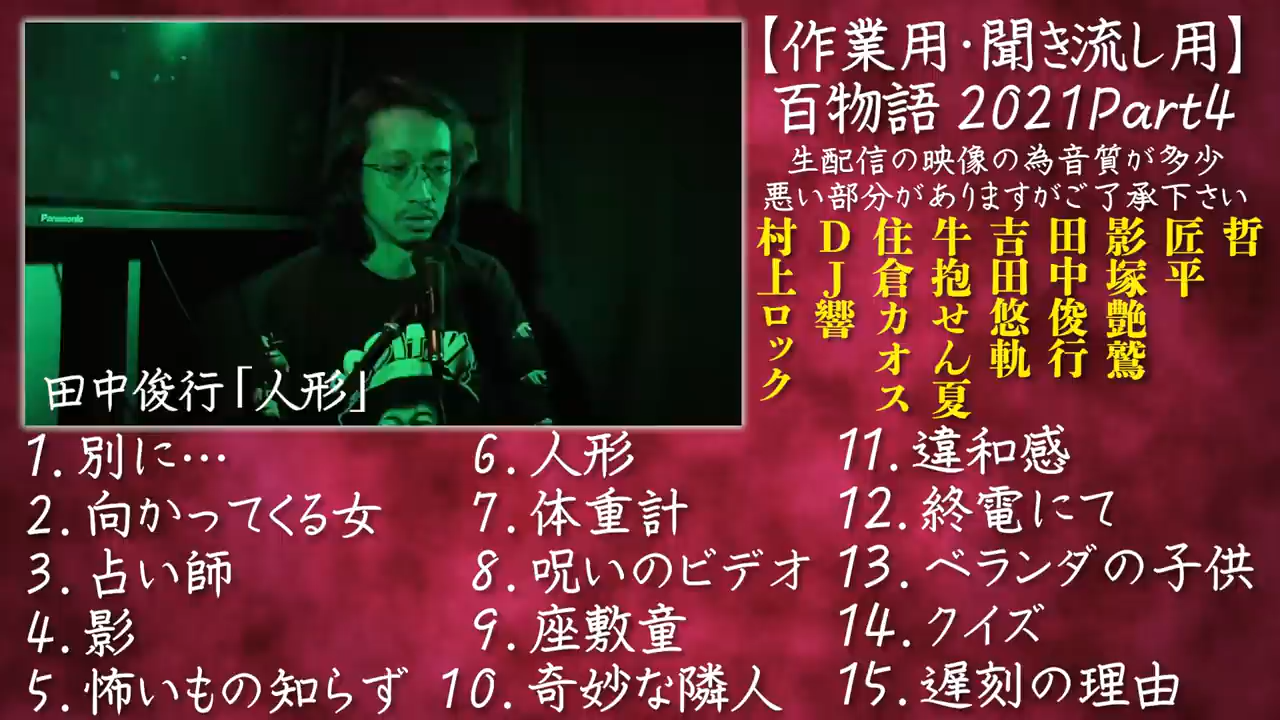 【作業用・聞き流し用】
百物語 2021Part4
生配信の映像の為音質が多少
悪い部分がありますがご了承下さい
哲
匠平
影塚艶鷲
田中俊行
吉田悠軌
牛抱せん夏
住倉カオス
DJ響
村上ロック
Panasonic
田中俊行「人形」
1. 別に…
2. 向かってくる女
3. 占い師
4. 影
5. 怖いもの知らず
6. 人形
7. 体重計
8. 呪いのビデオ
9. 座敷童
10. 奇妙な隣人
11. 違和感
12. 終電にて
13. ベランダの子供
14. クイズ
15. 遅刻の理由